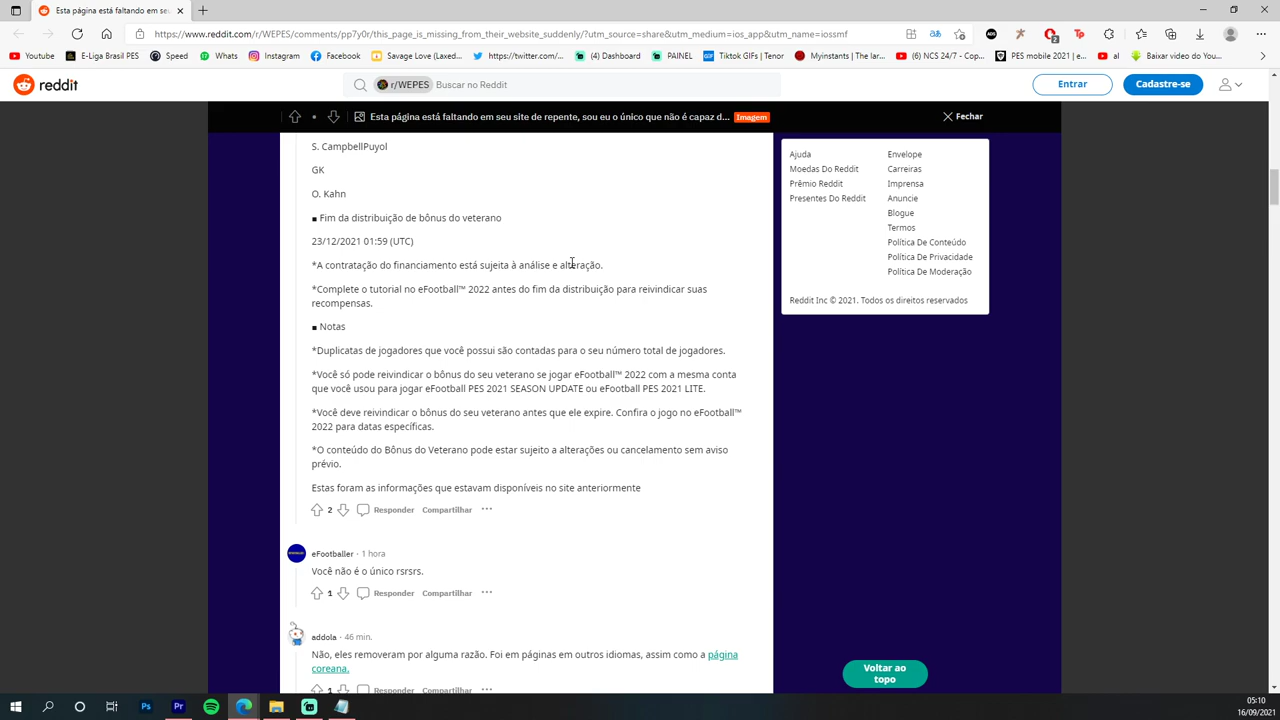 Esta página está faltando em seu
https://www.reddit.com/r/WEPES/comments/pp7y0r/this_page_is_missing_from_their_website_suddenly/?utm_source=share&utm_medium=ios_app&utm_name=iossmf
Youtube E-Liga Brasil PES Speed Whats Instagram Facebook Savage Love (Laxed... https://twitter.com/... (4) Dashboard PAINEL Tiktok GIFs | Tenor Myinstants | The lar... (6) NCS 24/7 - Cop... PES mobile 2021 | e... al Baixar video do You...
reddit r/WEPES Buscar no Reddit Entrar Cadastre-se
Esta página está faltando em seu site de repente, sou eu o único que não é capaz d... Imagem Fechar
S. CampbellPuyol
GK
O. Kahn
■ Fim da distribuição de bônus do veterano
23/12/2021 01:59 (UTC)
*A contratação do financiamento está sujeita à análise e alteração.
*Complete o tutorial no eFootball™ 2022 antes do fim da distribuição para reivindicar suas
recompensas.
■ Notas
*Duplicatas de jogadores que você possui são contadas para o seu número total de jogadores.
*Você só pode reivindicar o bônus do seu veterano se jogar eFootball™ 2022 com a mesma conta
que você usou para jogar eFootball PES 2021 SEASON UPDATE ou eFootball PES 2021 LITE.
*Você deve reivindicar o bônus do seu veterano antes que ele expire. Confira o jogo no eFootball™
2022 para datas específicas.
*O conteúdo do Bônus do Veterano pode estar sujeito a alterações ou cancelamento sem aviso
prévio.
Estas foram as informações que estavam disponíveis no site anteriormente
2 Responder Compartilhar ...
eFootballer · 1 hora
Você não é o único rsrsrs.
1 Responder Compartilhar ...
addola · 46 min.
Não, eles removeram por alguma razão. Foi em páginas em outros idiomas, assim como a página
coreana.
1 Responder Compartilhar ...
Ajuda Envelope
Moedas Do Reddit Carreiras
Prêmio Reddit Imprensa
Presentes Do Reddit Anuncie
Blogue
Termos
Política De Conteúdo
Política De Privacidade
Política De Moderação
Reddit Inc © 2021. Todos os direitos reservados
Voltar ao
topo
05:10
16/09/2021